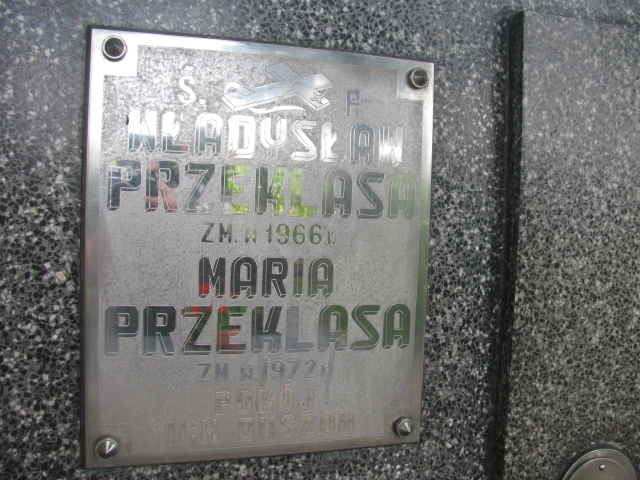 Ś. P.
WŁADYSŁAW
PRZEKLASA
ZM. W 1966 r.
MARIA
PRZEKLASA
ZM W 1972 r
POKÓJ
ICH DUSZOM